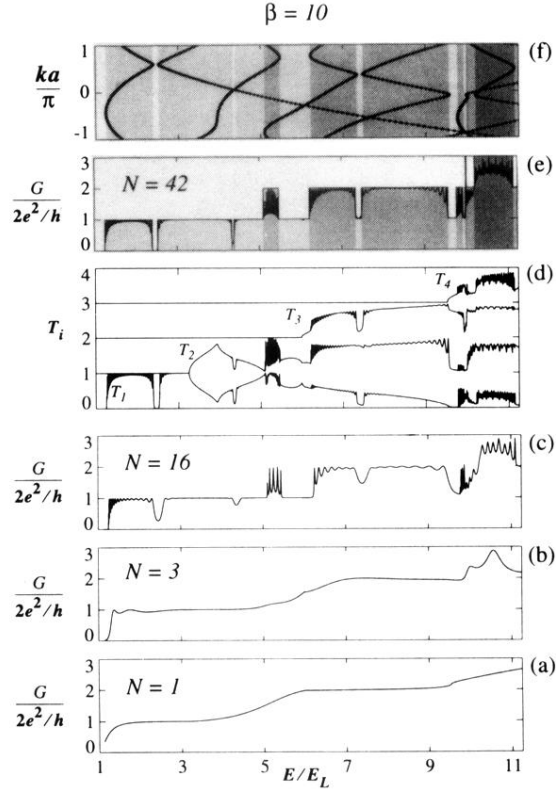 β = 10
(f)
ka/π
1
0
-1
(e)
G/2e²/h
N = 42
3
2
1
0
(d)
T_i
4
3
2
1
0
T_1
T_2
T_3
T_4
(c)
G/2e²/h
N = 16
3
2
1
0
(b)
G/2e²/h
N = 3
3
2
1
0
(a)
G/2e²/h
N = 1
3
2
1
0
1 3 5 7 9 11
E/E_L